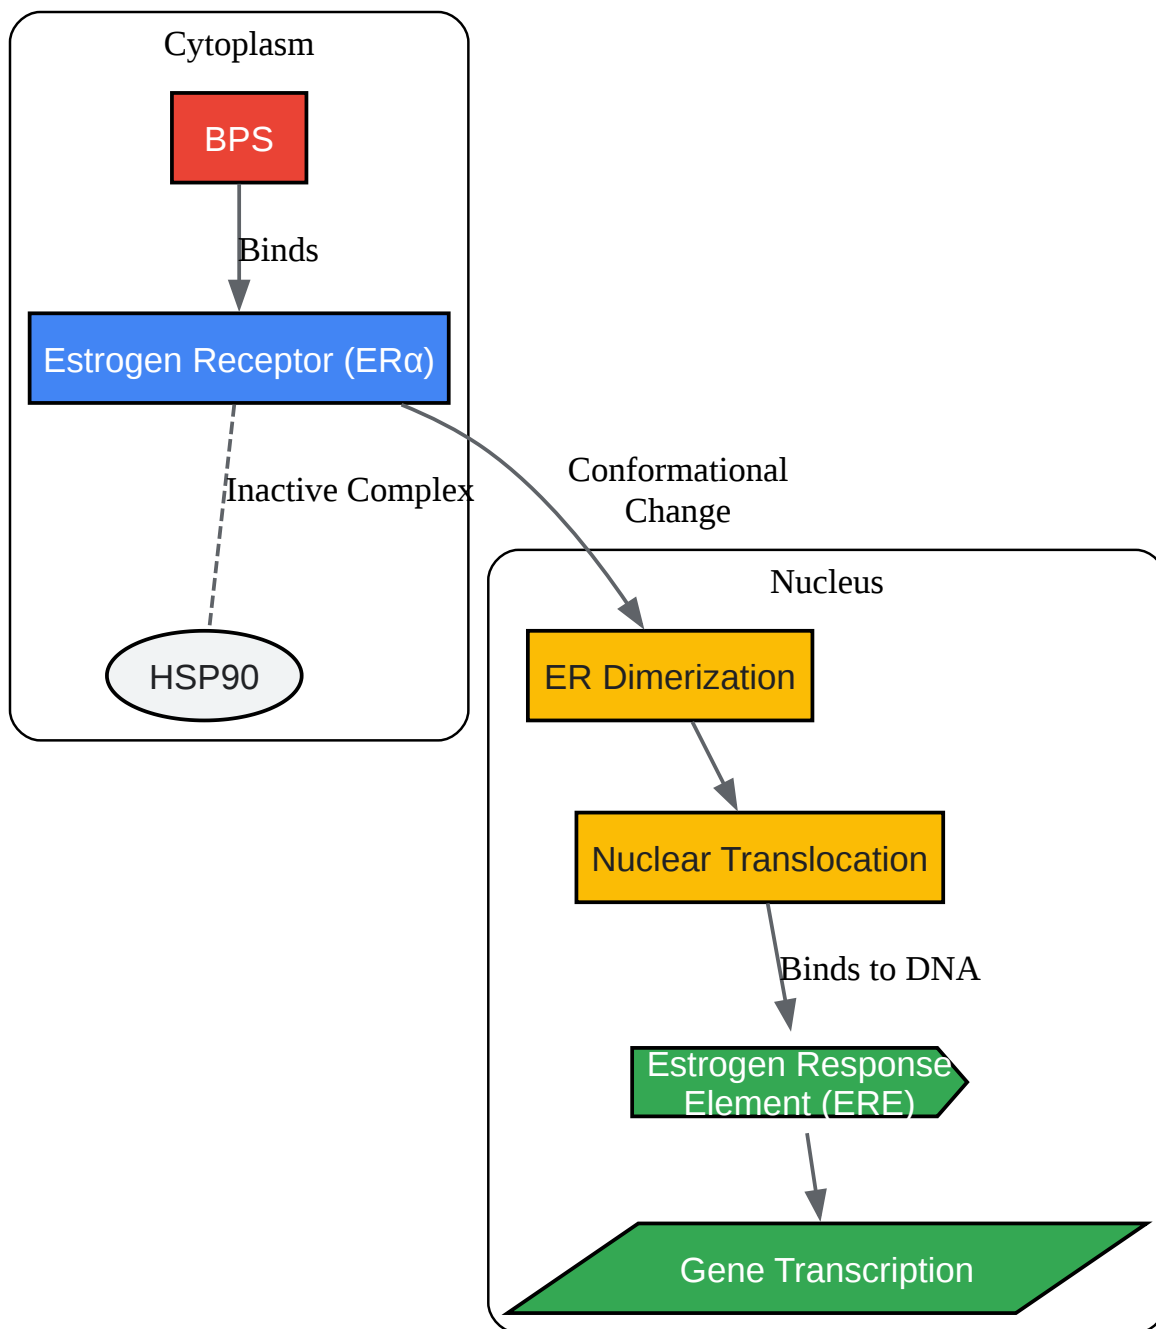 Cytoplasm
BPS
Binds
Estrogen Receptor (ERα)
Inactive Complex
HSP90
Conformational
Change
Nucleus
ER Dimerization
Nuclear Translocation
Binds to DNA
Estrogen Response
Element (ERE)
Gene Transcription